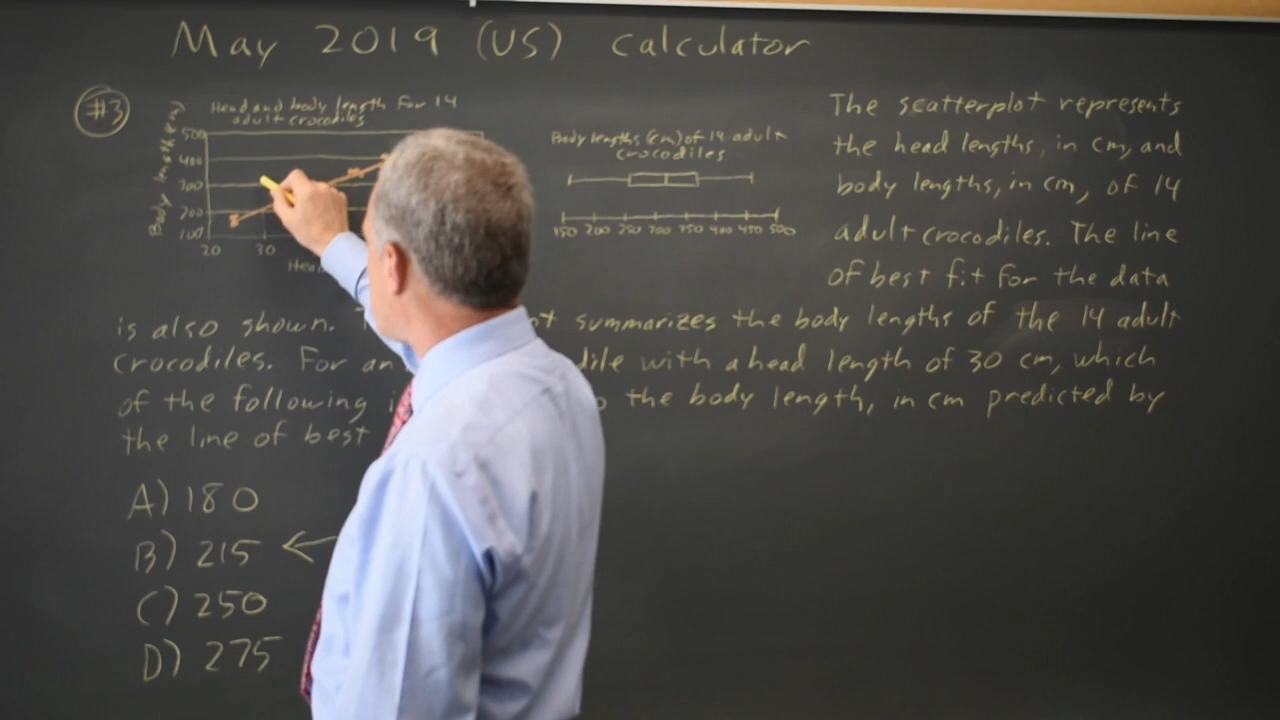 May 2019 (US) Calculator
#3
Head and body length for 14
adult crocodiles
500
400
300
200
100
20 30
Body lengths (cm) of 14 adult
crocodiles
150 200 250 300 350 400 450 500
The scatterplot represents
the head lengths, in cm, and
body lengths, in cm, of 14
adult crocodiles. The line
of best fit for the data
is also shown. summarizes the body lengths of the 14 adult
crocodiles. For an with a head length of 30 cm, which
of the following the body length, in cm predicted by
the line of best
A) 180
B) 215 ←
C) 250
D) 275